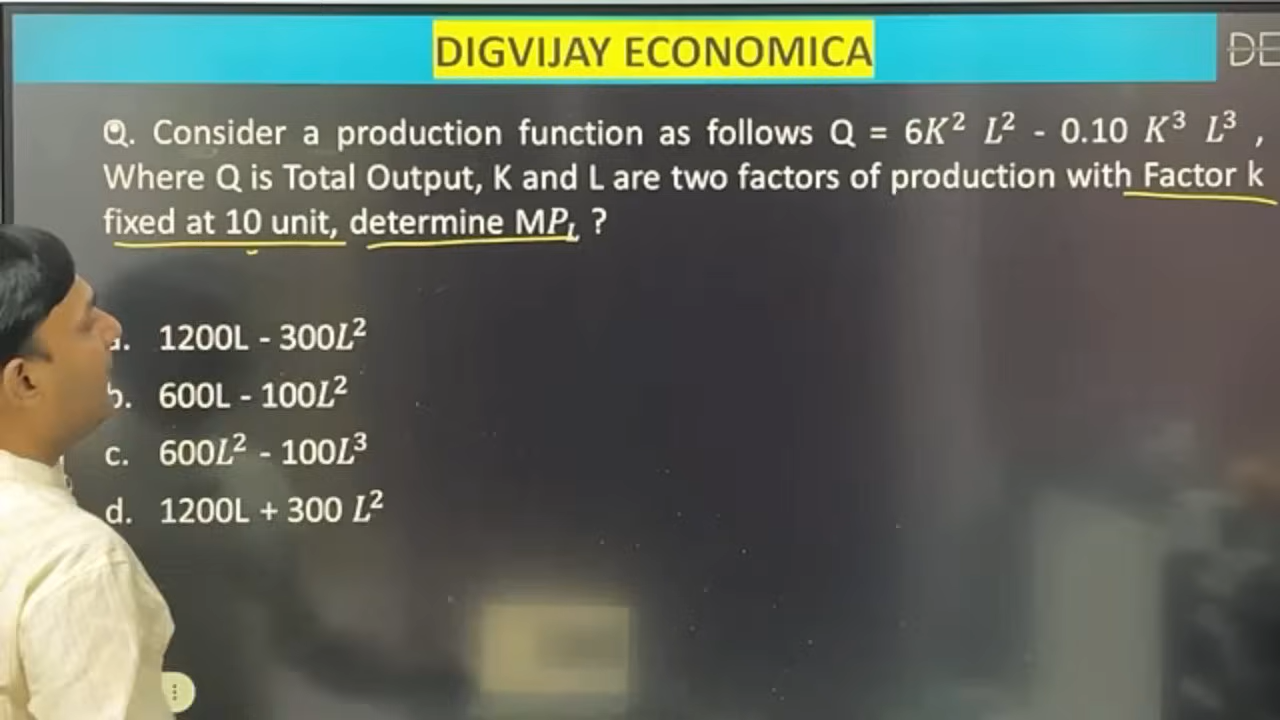 DIGVIJAY ECONOMICA
DE
Q. Consider a production function as follows Q = 6K² L² - 0.10 K³ L³ ,
Where Q is Total Output, K and L are two factors of production with Factor k
fixed at 10 unit, determine MP_L ?
a. 1200L - 300L²
b. 600L - 100L²
c. 600L² - 100L³
d. 1200L + 300 L²